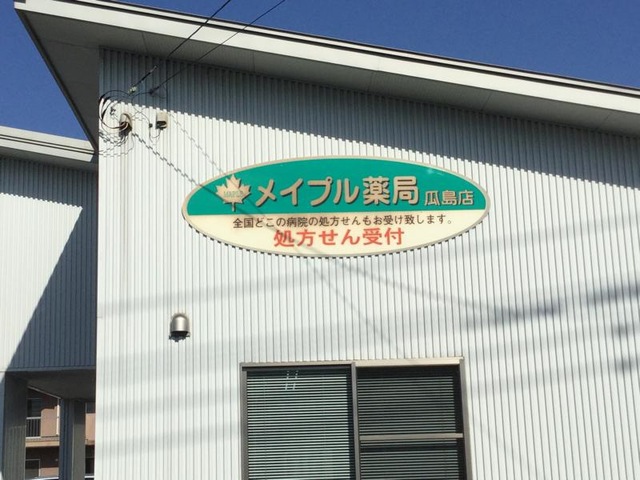 メイプル薬局 瓜島店
全国どこの病院の処方せんもお受け致します。
処方せん受付